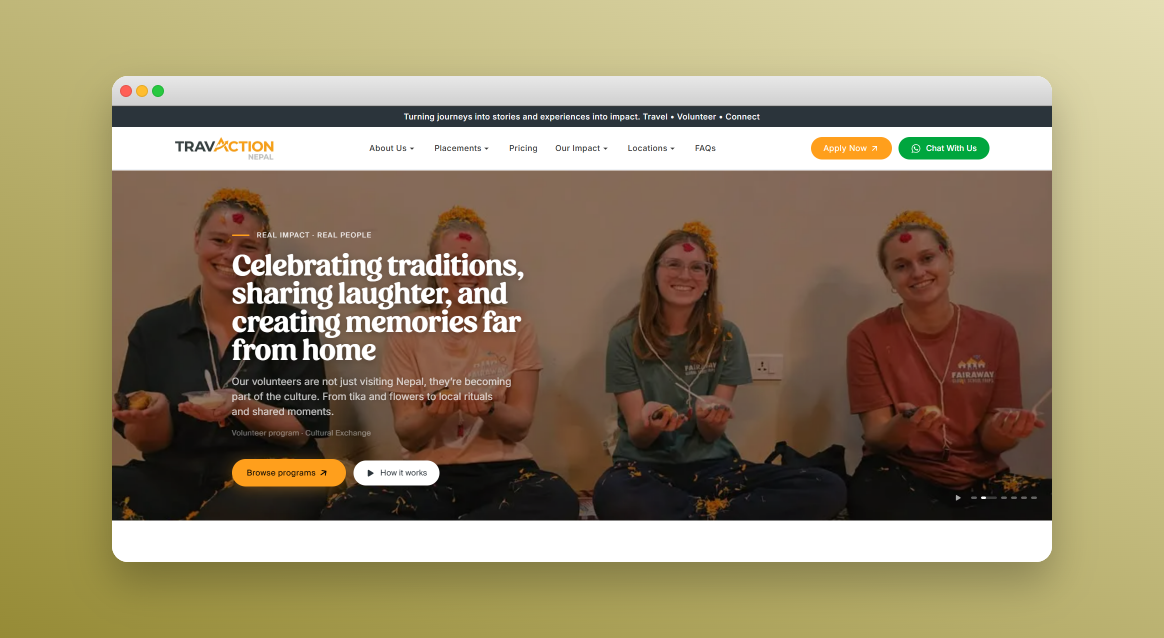 Turning journeys into stories and experiences into impact. Travel • Volunteer • Connect
TRAVACTION
NEPAL
About Us
Placements
Pricing
Our Impact
Locations
FAQs
Apply Now
Chat With Us
REAL IMPACT · REAL PEOPLE
Celebrating traditions,
sharing laughter, and
creating memories far
from home
Our volunteers are not just visiting Nepal, they're becoming
part of the culture. From tika and flowers to local rituals
and shared moments.
Volunteer program · Cultural Exchange
Browse programs
How it works
FAIRAWAY
FAIRAWAY